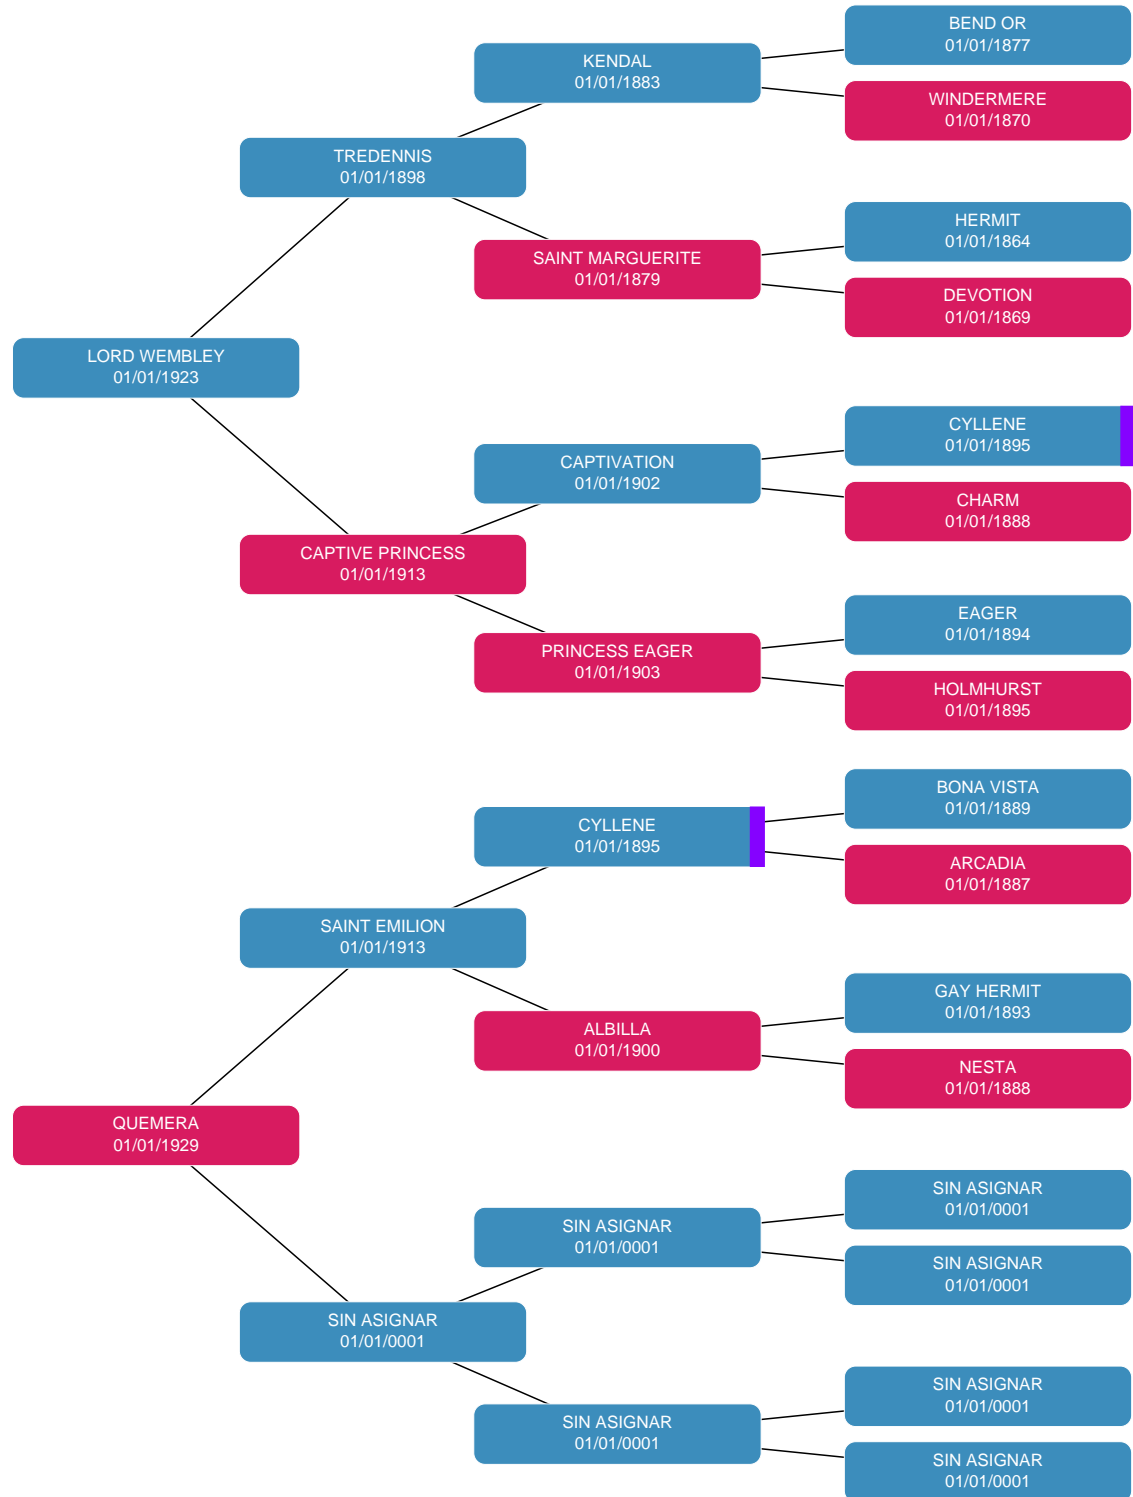 BEND OR
01/01/1877
KENDAL
01/01/1883
WINDERMERE
01/01/1870
TREDENNIS
01/01/1898
HERMIT
01/01/1864
SAINT MARGUERITE
01/01/1879
DEVOTION
01/01/1869
LORD WEMBLEY
01/01/1923
CYLLENE
01/01/1895
CAPTIVATION
01/01/1902
CHARM
01/01/1888
CAPTIVE PRINCESS
01/01/1913
EAGER
01/01/1894
PRINCESS EAGER
01/01/1903
HOLMHURST
01/01/1895
BONA VISTA
01/01/1889
CYLLENE
01/01/1895
ARCADIA
01/01/1887
SAINT EMILION
01/01/1913
GAY HERMIT
01/01/1893
ALBILLA
01/01/1900
NESTA
01/01/1888
QUEMERA
01/01/1929
SIN ASIGNAR
01/01/0001
SIN ASIGNAR
01/01/0001
SIN ASIGNAR
01/01/0001
SIN ASIGNAR
01/01/0001
SIN ASIGNAR
01/01/0001
SIN ASIGNAR
01/01/0001
SIN ASIGNAR
01/01/0001